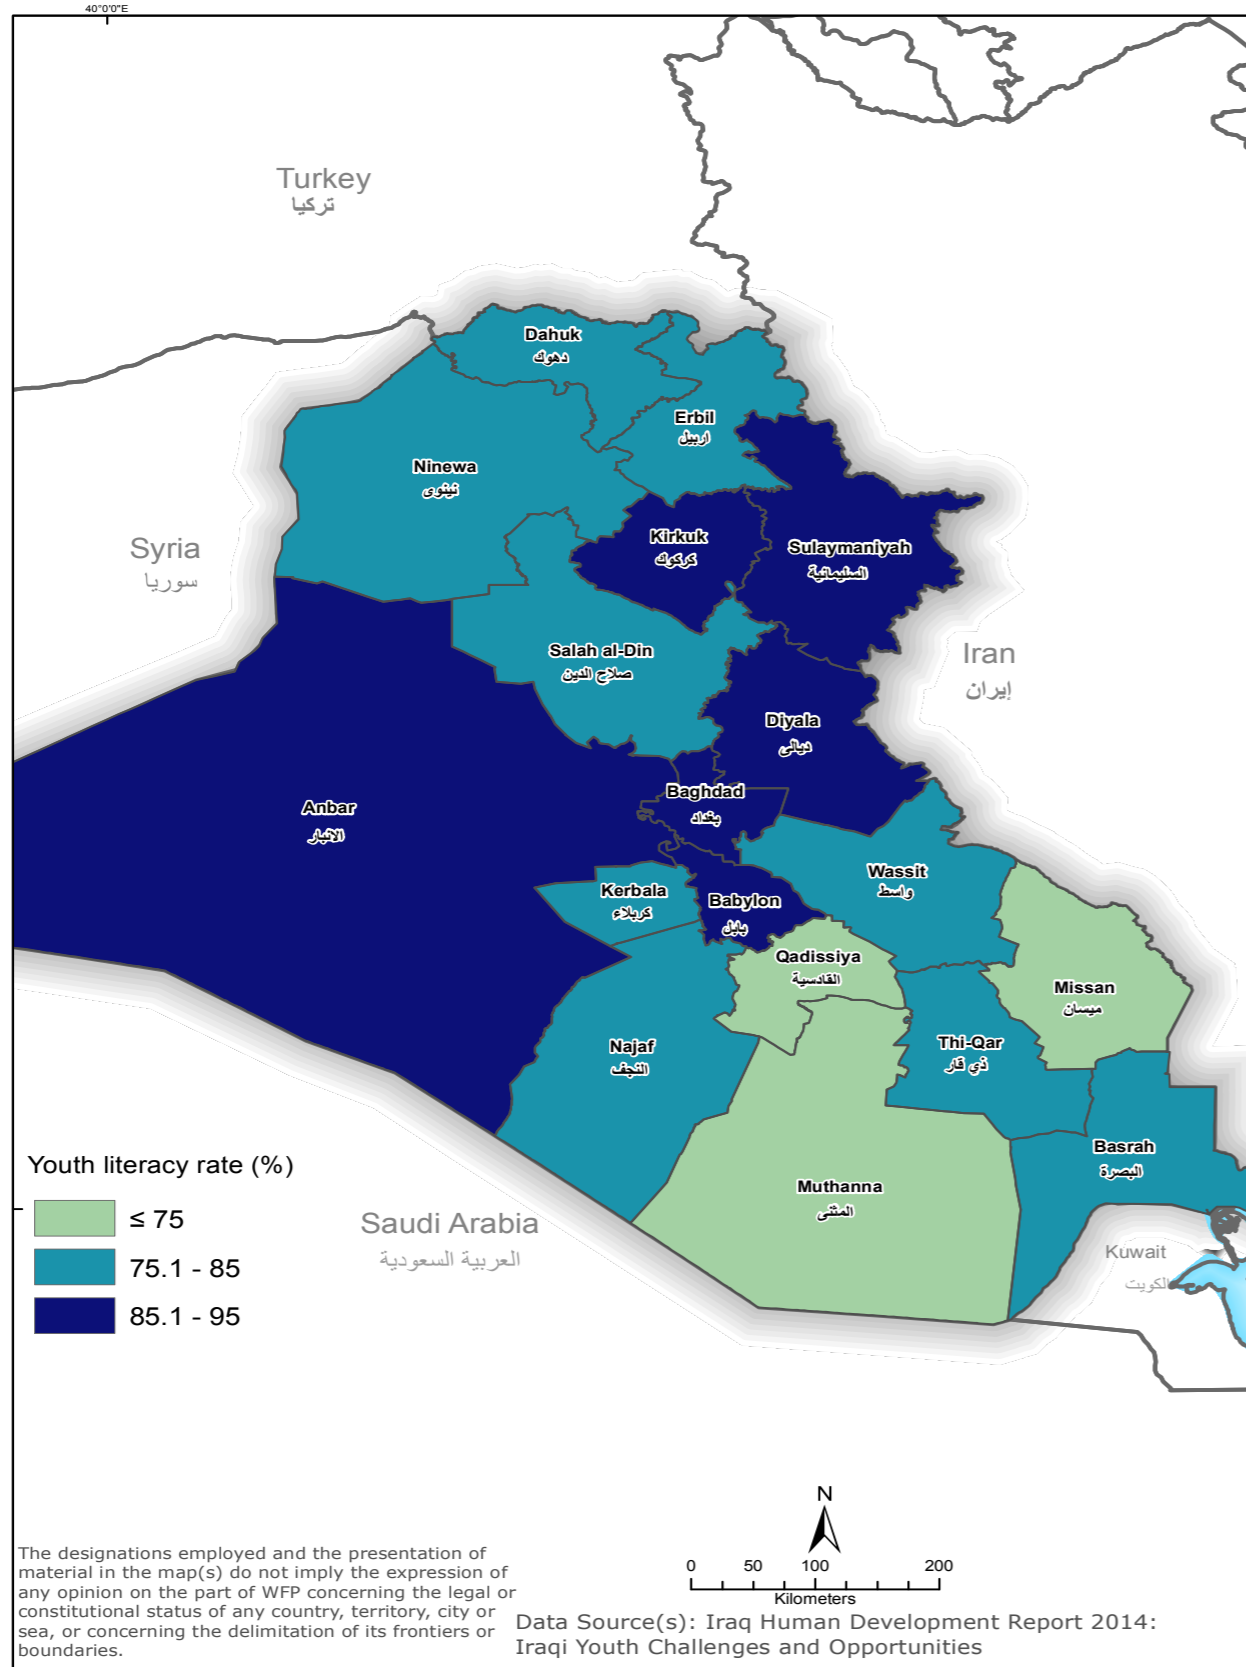 40°0'0"E
Turkey
تركيا
Dahuk
دهوك
Erbil
اربيل
Ninewa
نينوى
Kirkuk
كركوك
Sulaymaniyah
السليمانية
Syria
سوريا
Salah al-Din
صلاح الدين
Iran
إيران
Diyala
ديالى
Baghdad
بغداد
Anbar
الانبار
Wassit
واسط
Kerbala
كربلاء
Babylon
بابل
Qadissiya
القادسية
Missan
ميسان
Najaf
النجف
Thi-Qar
ذي قار
Basrah
البصرة
Muthanna
المثنى
Youth literacy rate (%)
≤ 75
75.1 - 85
85.1 - 95
Saudi Arabia
العربية السعودية
Kuwait
الكويت
N
0 50 100 200
Kilometers
The designations employed and the presentation of
material in the map(s) do not imply the expression of
any opinion on the part of WFP concerning the legal or
constitutional status of any country, territory, city or
sea, or concerning the delimitation of its frontiers or
boundaries.
Data Source(s): Iraq Human Development Report 2014:
Iraqi Youth Challenges and Opportunities